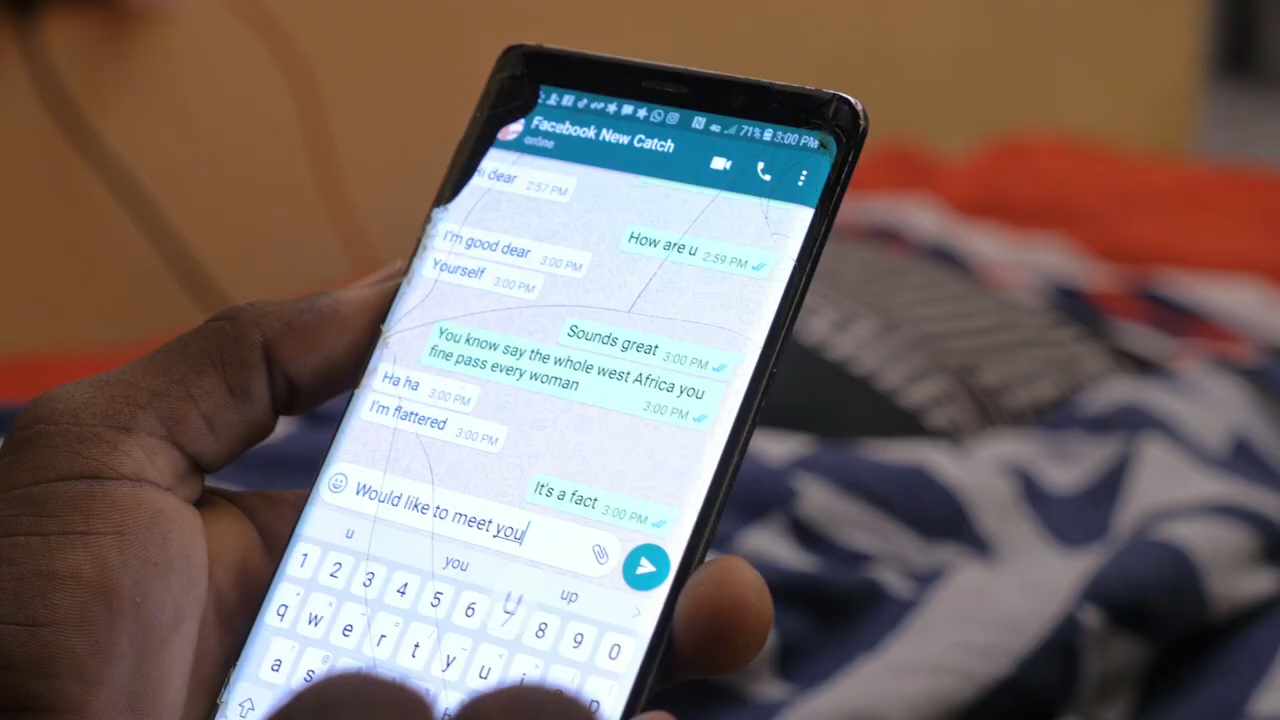 71% 3:00 PM
Facebook New Catch
online
Hi dear 2:57 PM
How are u 2:59 PM
I'm good dear 3:00 PM
Yourself 3:00 PM
Sounds great 3:00 PM
You know say the whole west Africa you
fine pass every woman
3:00 PM
Ha ha 3:00 PM
I'm flattered 3:00 PM
It's a fact 3:00 PM
Would like to meet you
u you up
1 2 3 4 5 6 7 8 9 0
q w e r t y u
a s